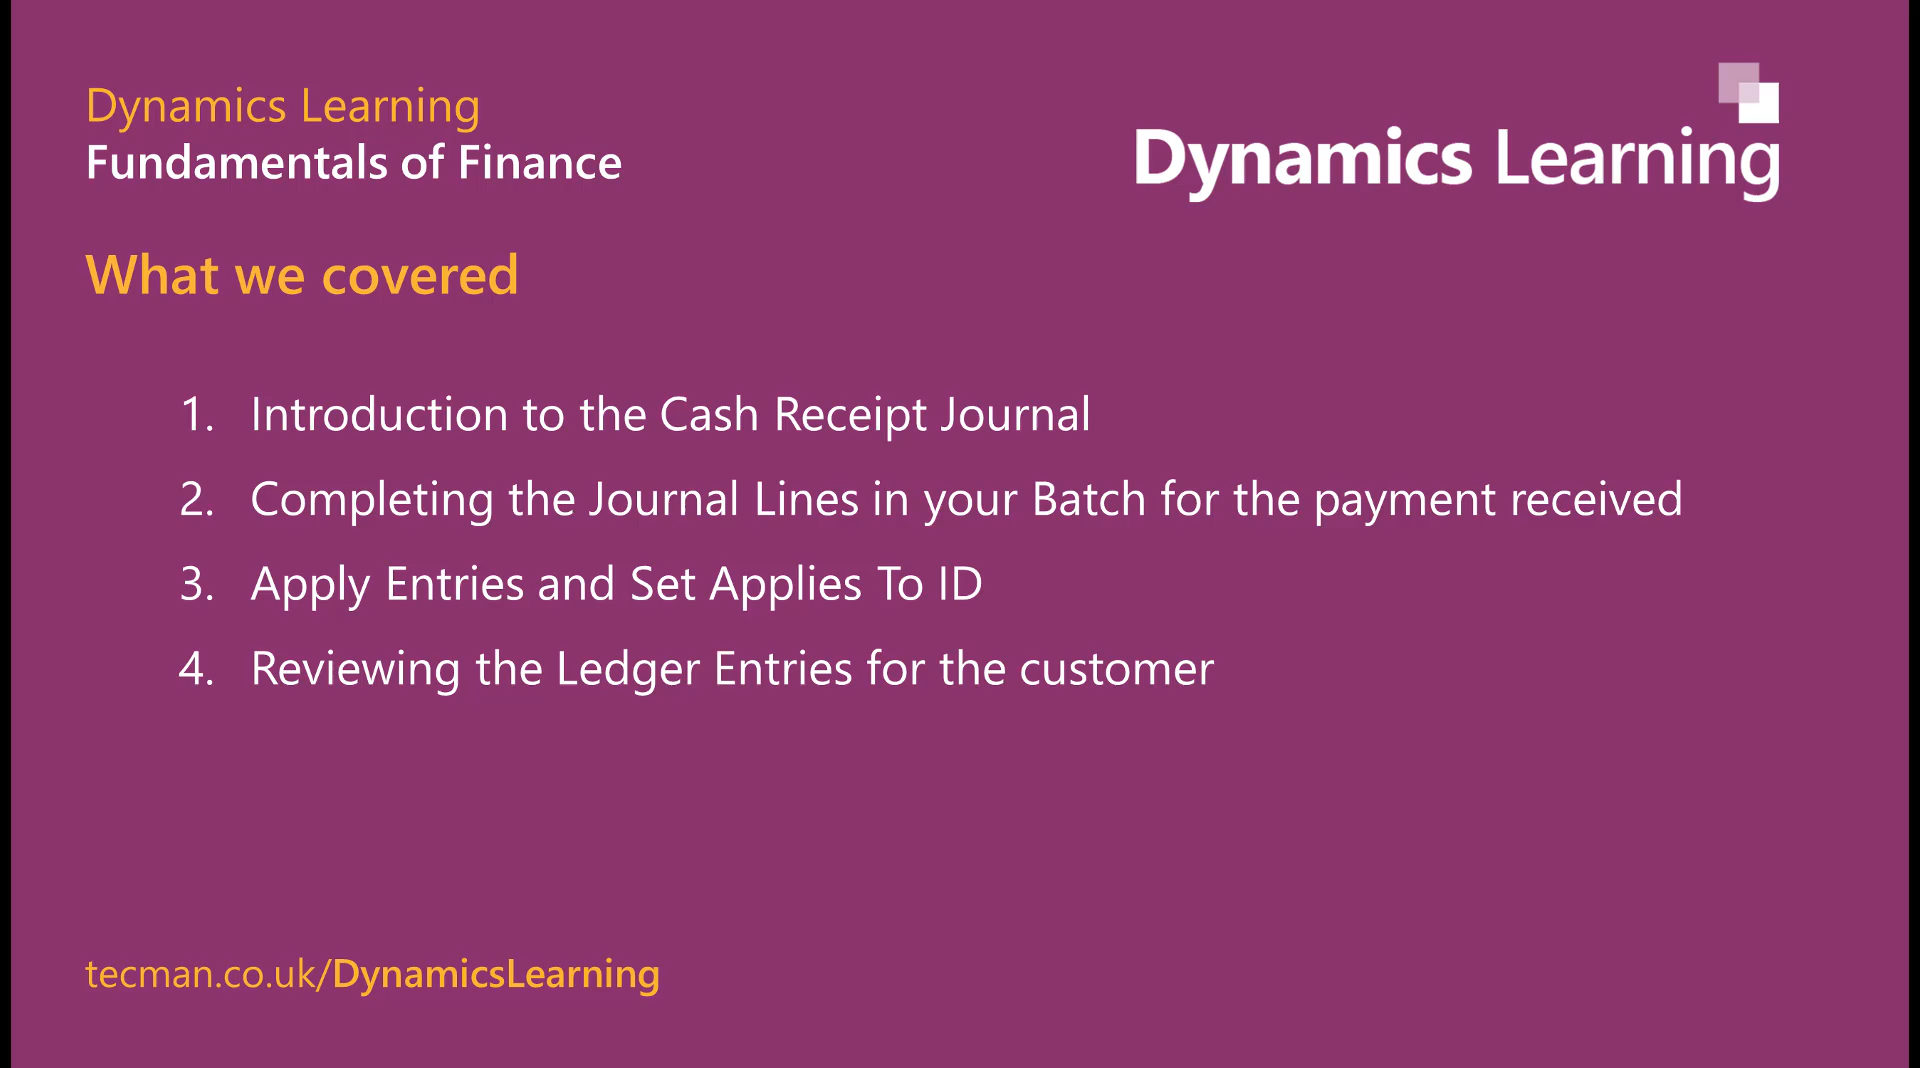 Dynamics Learning
Fundamentals of Finance
Dynamics Learning
What we covered
1. Introduction to the Cash Receipt Journal
2. Completing the Journal Lines in your Batch for the payment received
3. Apply Entries and Set Applies To ID
4. Reviewing the Ledger Entries for the customer
tecman.co.uk/DynamicsLearning